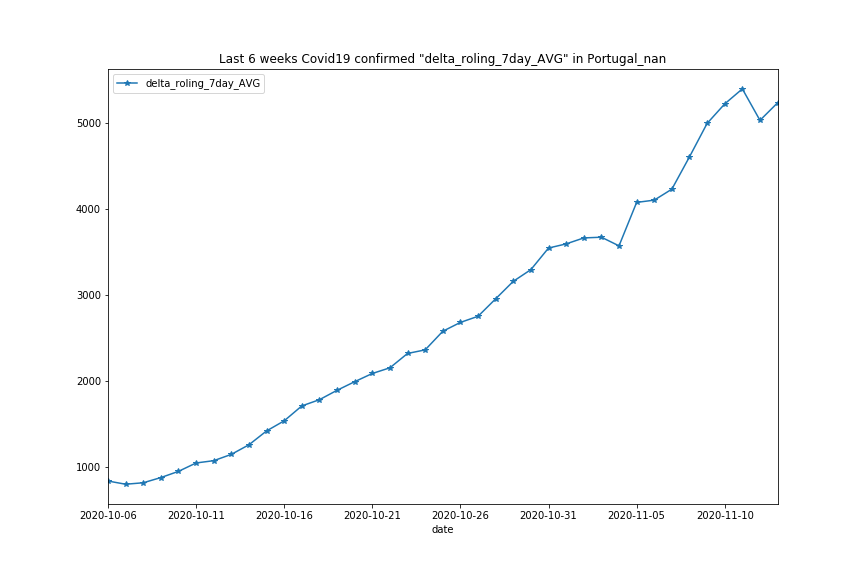 Last 6 weeks Covid19 confirmed "delta_roling_7day_AVG" in Portugal_nan
delta_roling_7day_AVG
5000
4000
3000
2000
1000
2020-10-06 2020-10-11 2020-10-16 2020-10-21 2020-10-26 2020-10-31 2020-11-05 2020-11-10
date